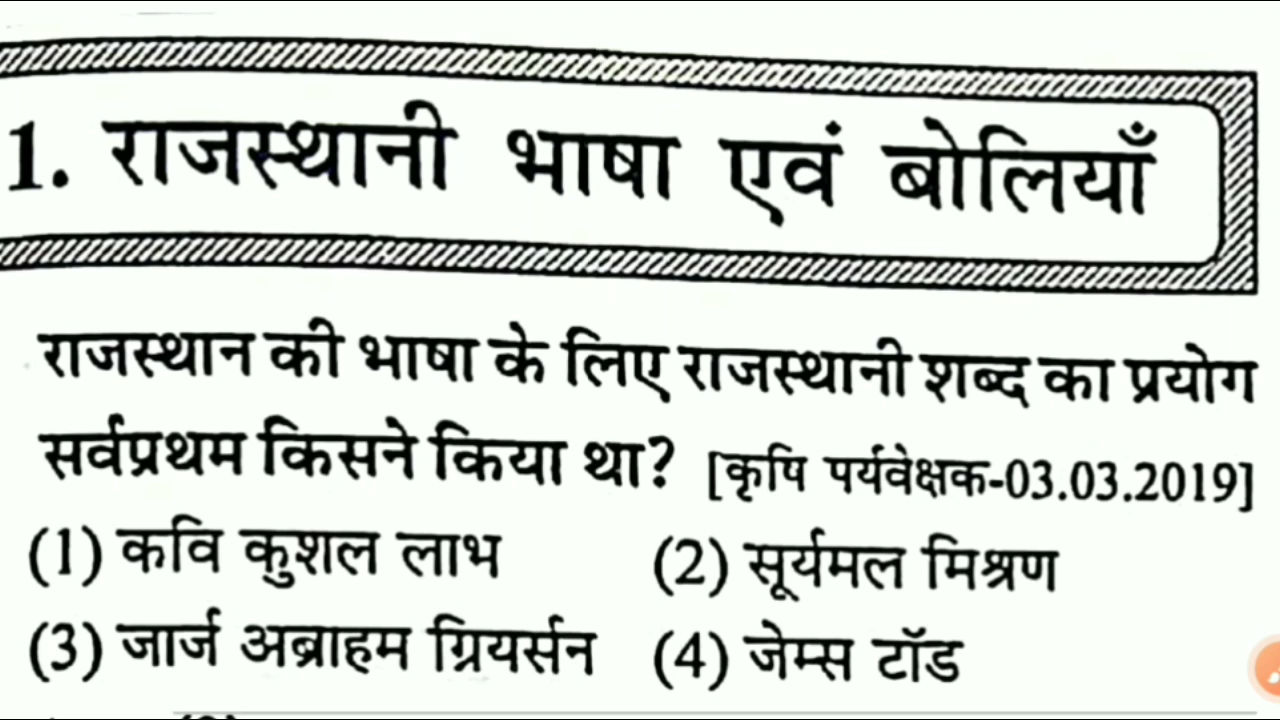 1. राजस्थानी भाषा एवं बोलियाँ
राजस्थान की भाषा के लिए राजस्थानी शब्द का प्रयोग
सर्वप्रथम किसने किया था? [कृषि पर्यवेक्षक-03.03.2019]
(1) कवि कुशल लाभ (2) सूर्यमल मिश्रण
(3) जार्ज अब्राहम ग्रियर्सन (4) जेम्स टॉड